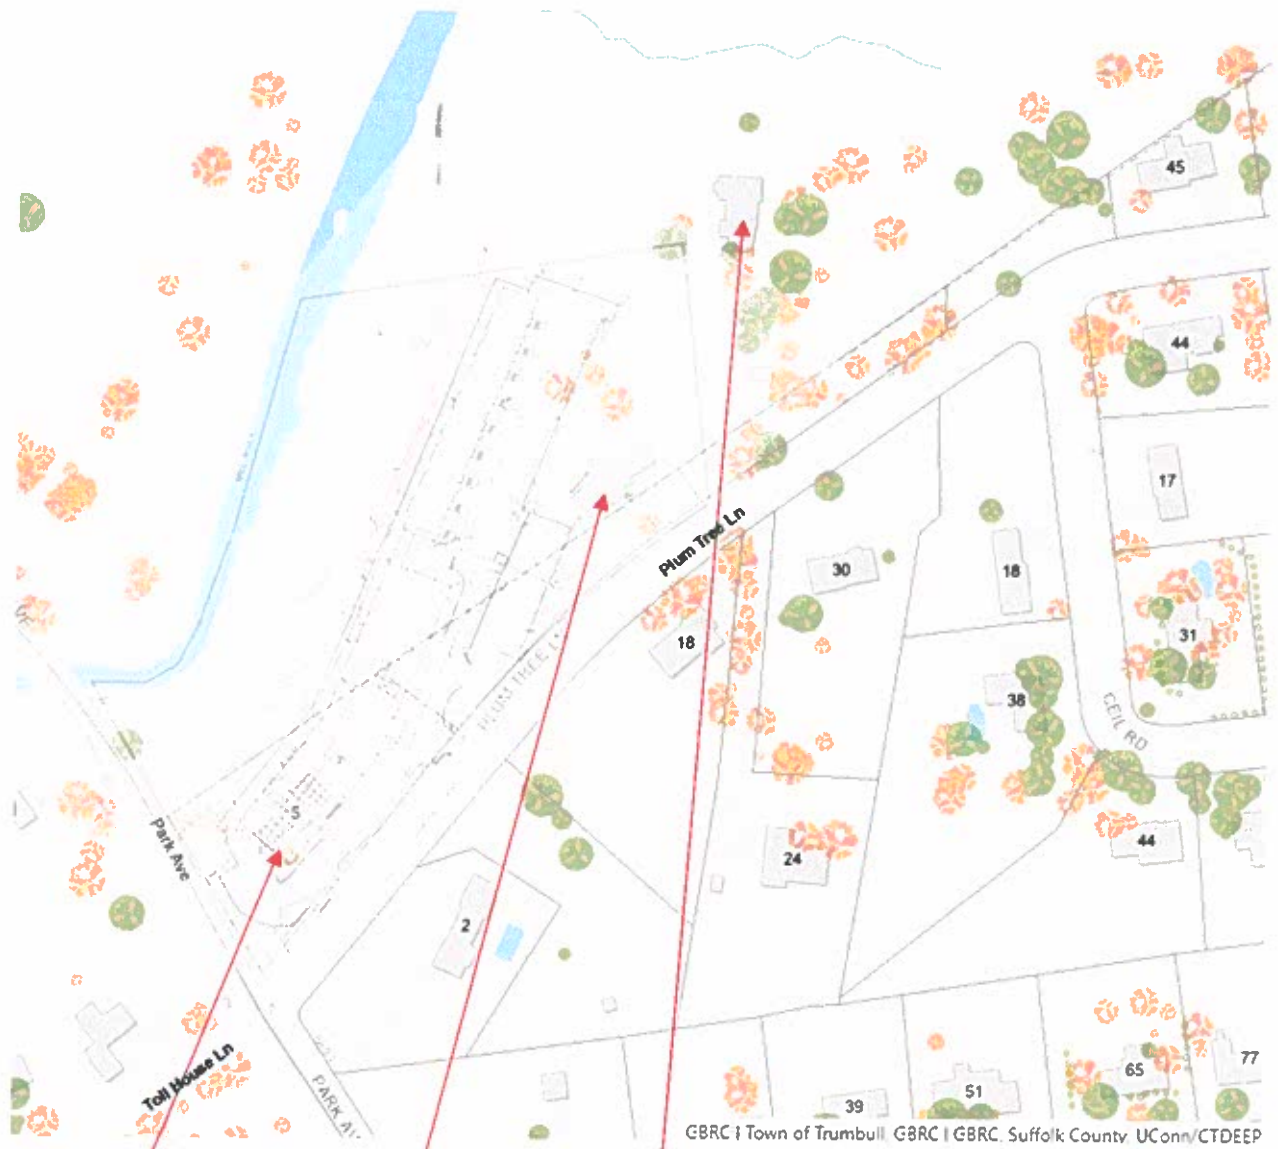 45
44
17
Plum Tree Ln
30
18
18
31
PLUM TREE L
38
GEIL RD
5
Park Ave
44
24
2
Toll House Ln
PARK AV
65
77
51
39
GBRC | Town of Trumbull, GBRC | GBRC, Suffolk County, UConn/CTDEEP